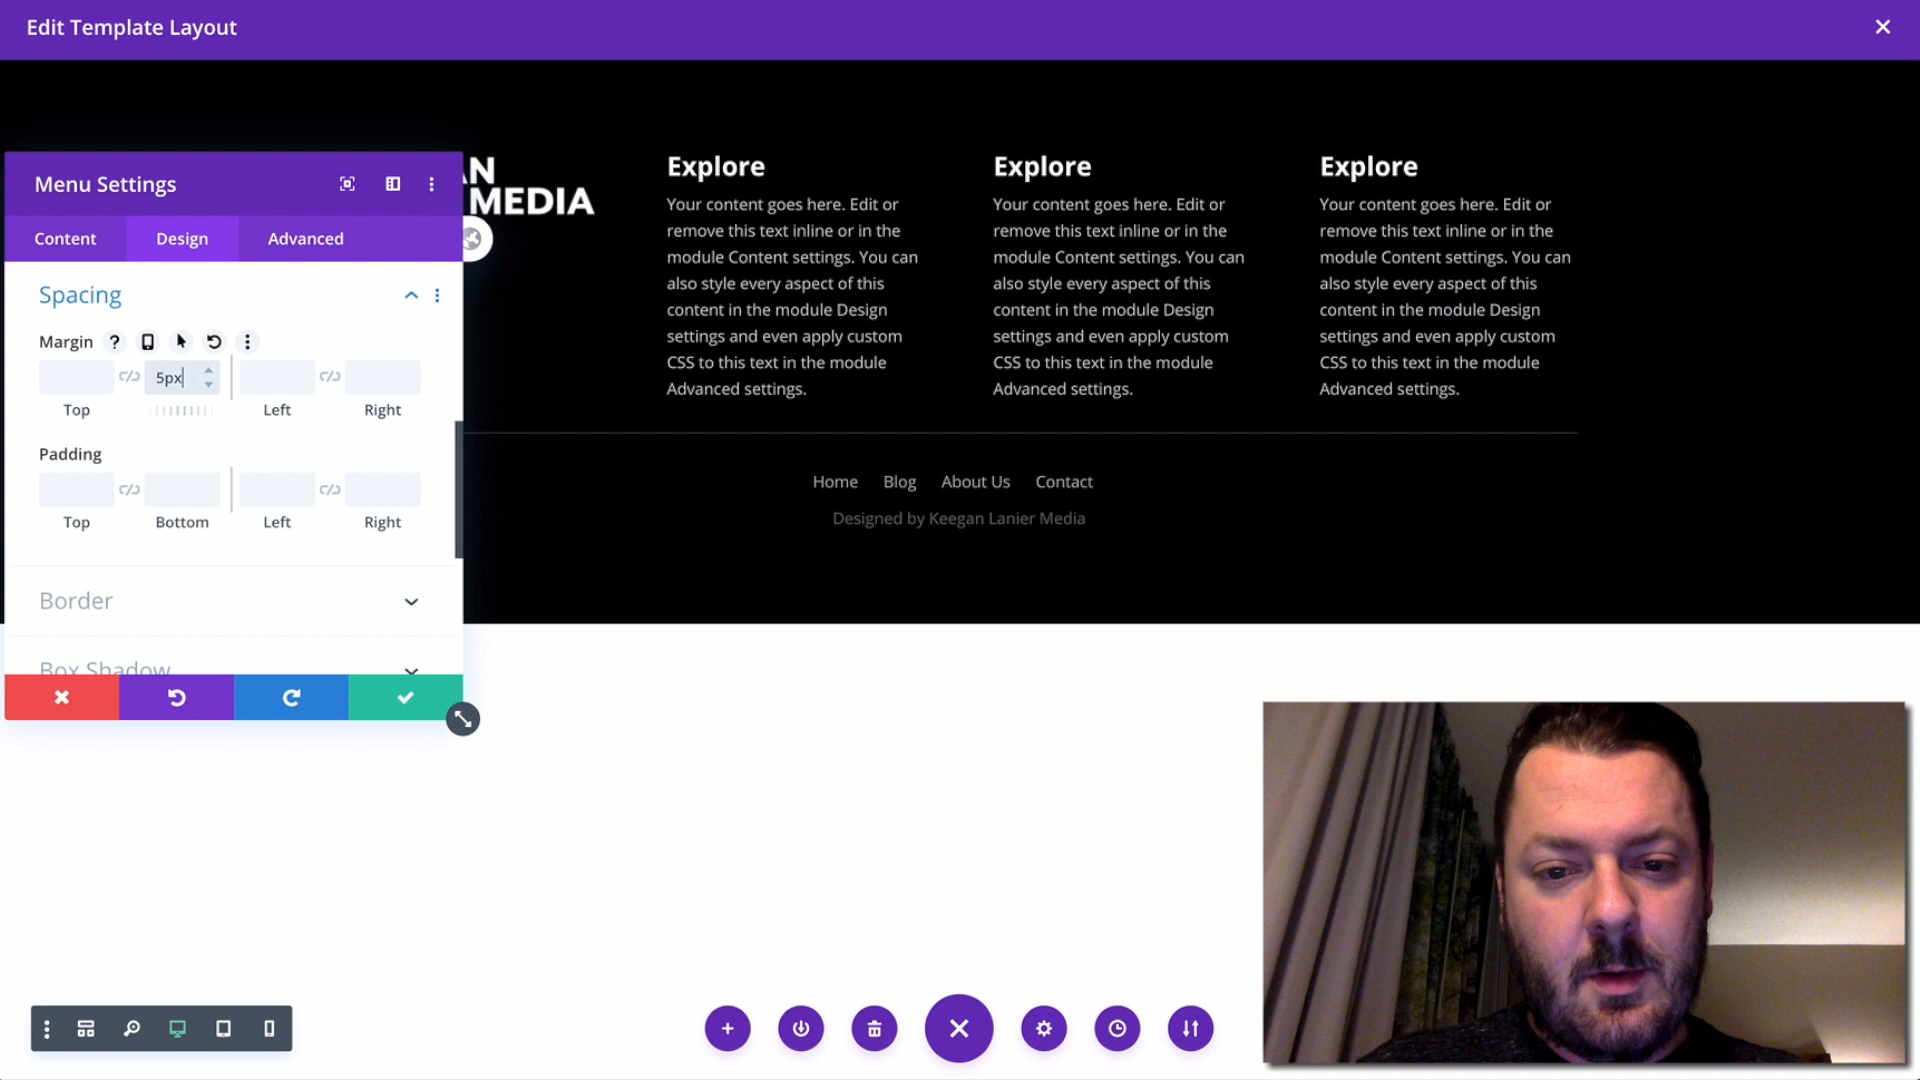 Edit Template Layout
Menu Settings
Content
Design
Advanced
Spacing
Margin
5px
Top
Left
Right
Padding
Top
Bottom
Left
Right
Border
Box Shadow
AN
MEDIA
Explore
Your content goes here. Edit or
remove this text inline or in the
module Content settings. You can
also style every aspect of this
content in the module Design
settings and even apply custom
CSS to this text in the module
Advanced settings.
Explore
Your content goes here. Edit or
remove this text inline or in the
module Content settings. You can
also style every aspect of this
content in the module Design
settings and even apply custom
CSS to this text in the module
Advanced settings.
Explore
Your content goes here. Edit or
remove this text inline or in the
module Content settings. You can
also style every aspect of this
content in the module Design
settings and even apply custom
CSS to this text in the module
Advanced settings.
Home Blog About Us Contact
Designed by Keegan Lanier Media